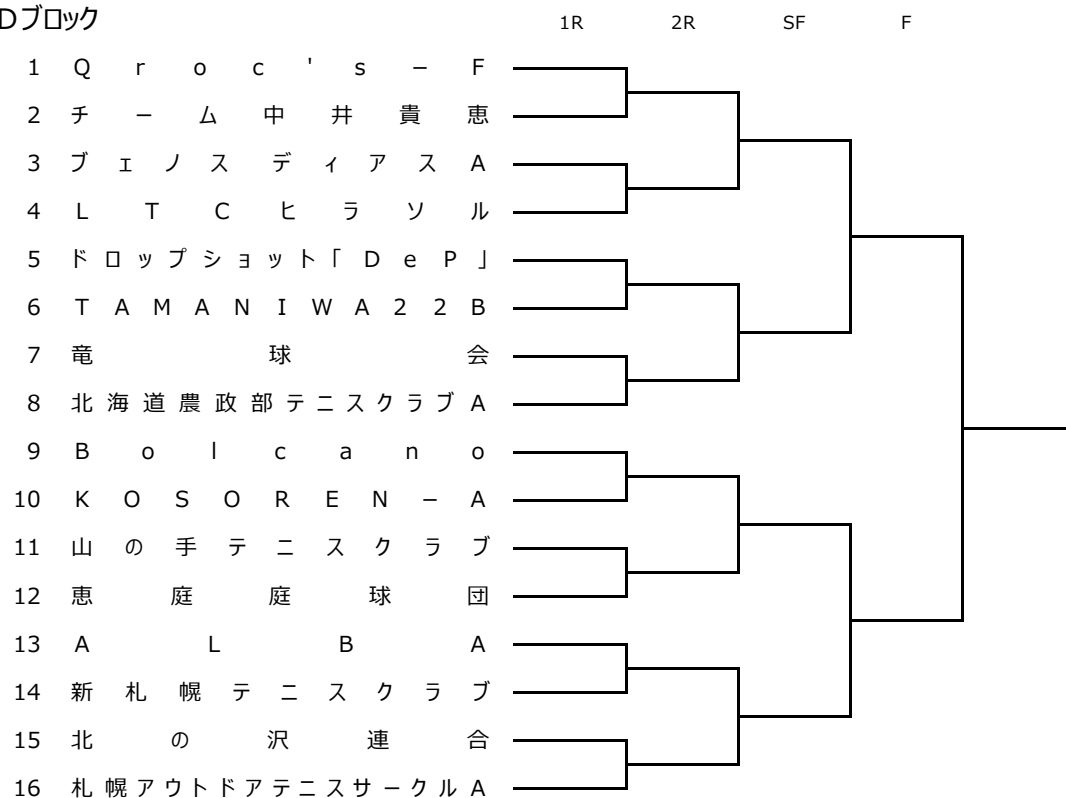 Dブロック 1R 2R SF F
1 Qroc's－F
2 チーム中井貴恵
3 ブェノスディアスA
4 LTCヒラソル
5 ドロップショット「DeP」
6 TAMANIWA22B
7 竜球会
8 北海道農政部テニスクラブA
9 Bolcano
10 KOSOREN－A
11 山の手テニスクラブ
12 恵庭庭球団
13 ALBA
14 新札幌テニスクラブ
15 北の沢連合
16 札幌アウトドアテニスサークルA